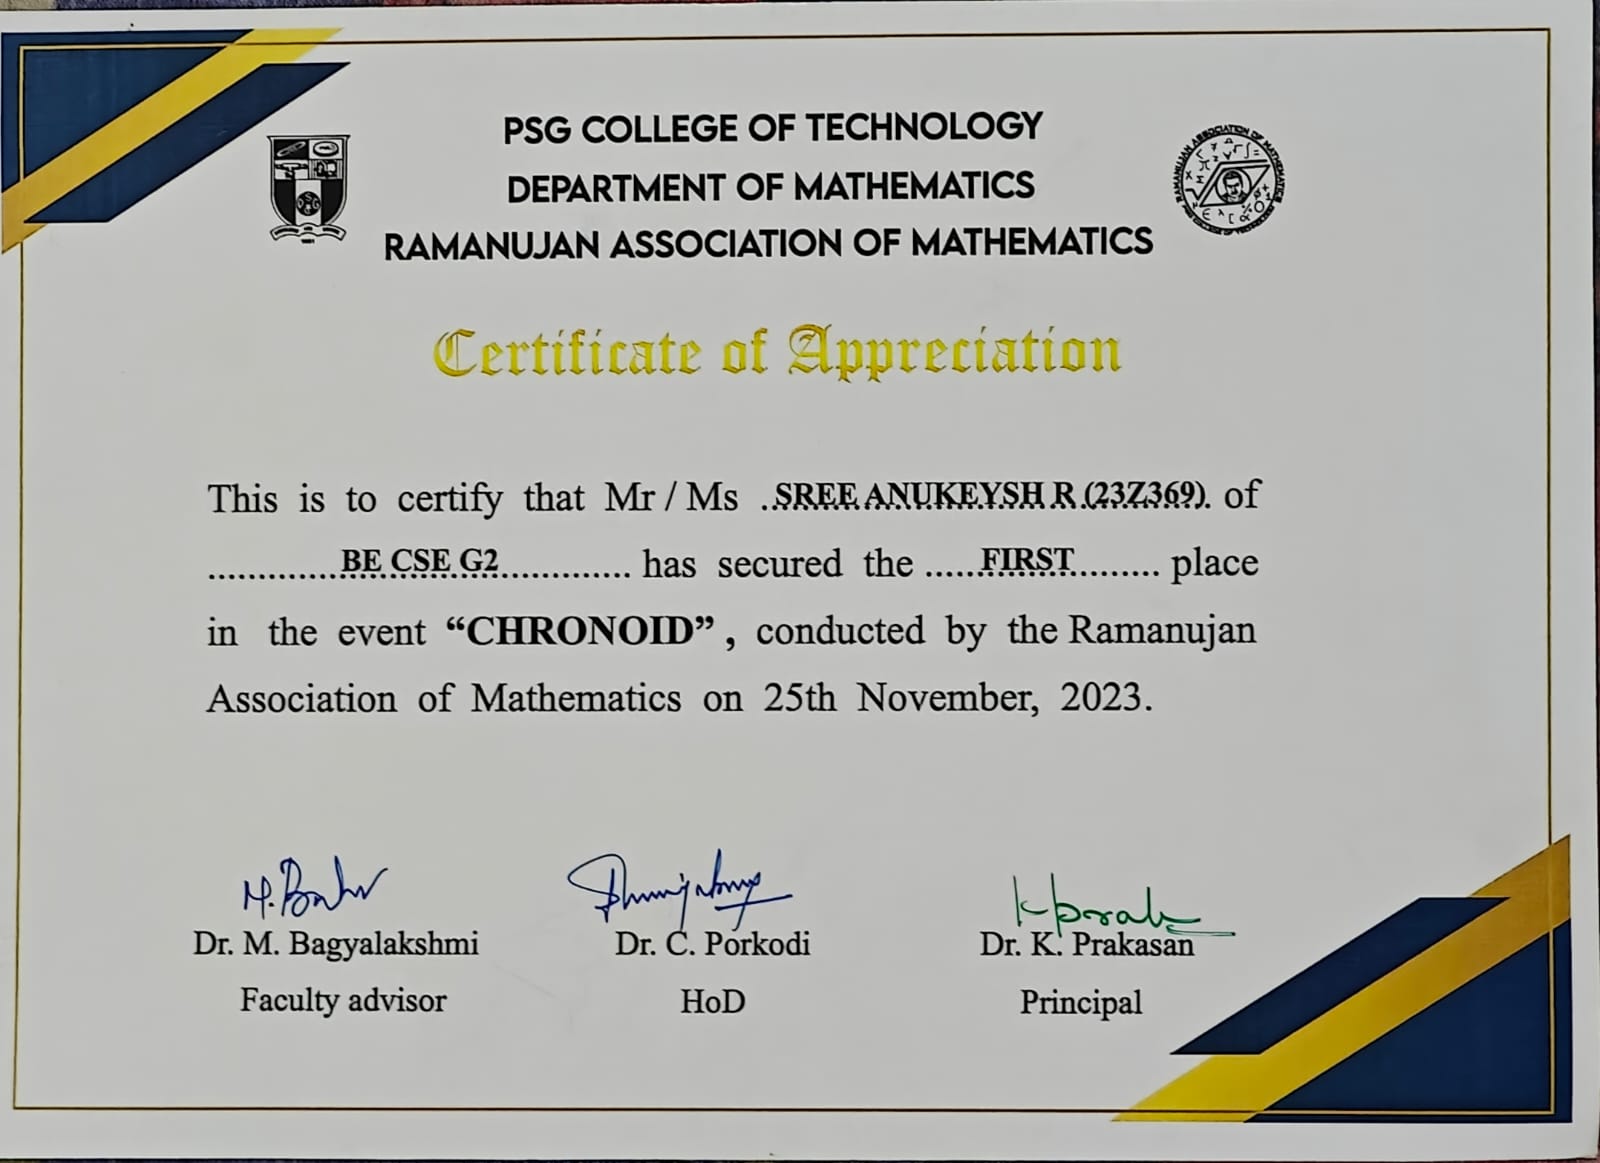 PSG COLLEGE OF TECHNOLOGY
DEPARTMENT OF MATHEMATICS
RAMANUJAN ASSOCIATION OF MATHEMATICS
RAMANUJAN ASSOCIATION OF MATHEMATICS
Certificate of Appreciation
This is to certify that Mr / Ms ..SREE ANUKEYSH R (23Z369). of
.............BE CSE G2............. has secured the ......FIRST........ place
in the event “CHRONOID” , conducted by the Ramanujan
Association of Mathematics on 25th November, 2023.
Dr. M. Bagyalakshmi Dr. C. Porkodi Dr. K. Prakasan
Faculty advisor HoD Principal